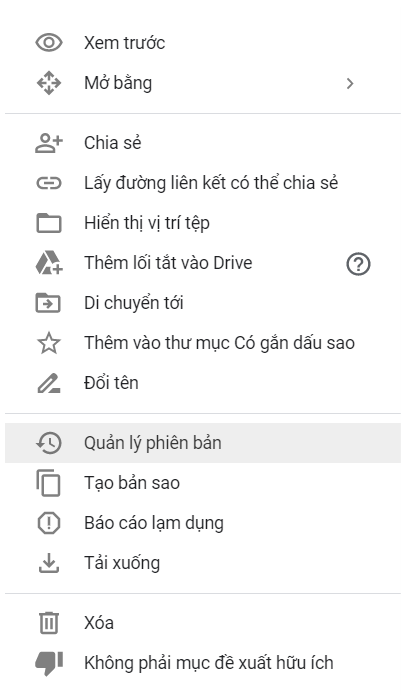 Xem trước
Mở bằng
Chia sẻ
Lấy đường liên kết có thể chia sẻ
Hiển thị vị trí tệp
Thêm lối tắt vào Drive
Di chuyển tới
Thêm vào thư mục Có gắn dấu sao
Đổi tên
Quản lý phiên bản
Tạo bản sao
Báo cáo lạm dụng
Tải xuống
Xóa
Không phải mục đề xuất hữu ích